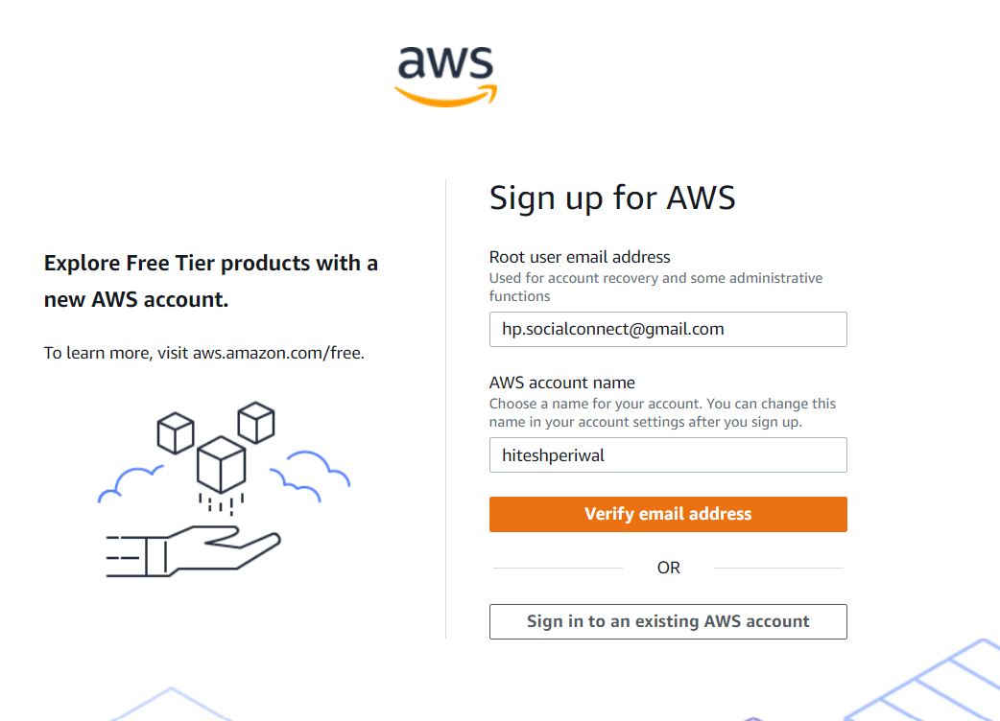 aws
Explore Free Tier products with a
new AWS account.
To learn more, visit aws.amazon.com/free.
Sign up for AWS
Root user email address
Used for account recovery and some administrative
functions
hp.socialconnect@gmail.com
AWS account name
Choose a name for your account. You can change this
name in your account settings after you sign up.
hiteshperiwal
Verify email address
OR
Sign in to an existing AWS account